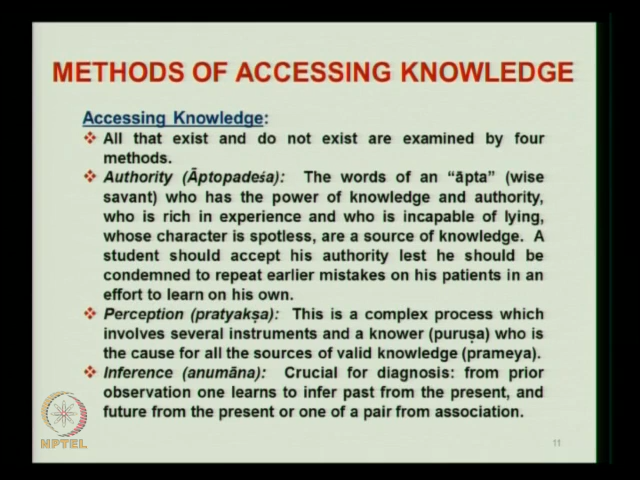 METHODS OF ACCESSING KNOWLEDGE
Accessing Knowledge:
❖ All that exist and do not exist are examined by four
methods.
❖ Authority (Āptopadeśa): The words of an “āpta” (wise
savant) who has the power of knowledge and authority,
who is rich in experience and who is incapable of lying,
whose character is spotless, are a source of knowledge. A
student should accept his authority lest he should be
condemned to repeat earlier mistakes on his patients in an
effort to learn on his own.
❖ Perception (pratyakṣa): This is a complex process which
involves several instruments and a knower (puruṣa) who is
the cause for all the sources of valid knowledge (prameya).
❖ Inference (anumāna): Crucial for diagnosis: from prior
observation one learns to infer past from the present, and
future from the present or one of a pair from association.
NPTEL
11